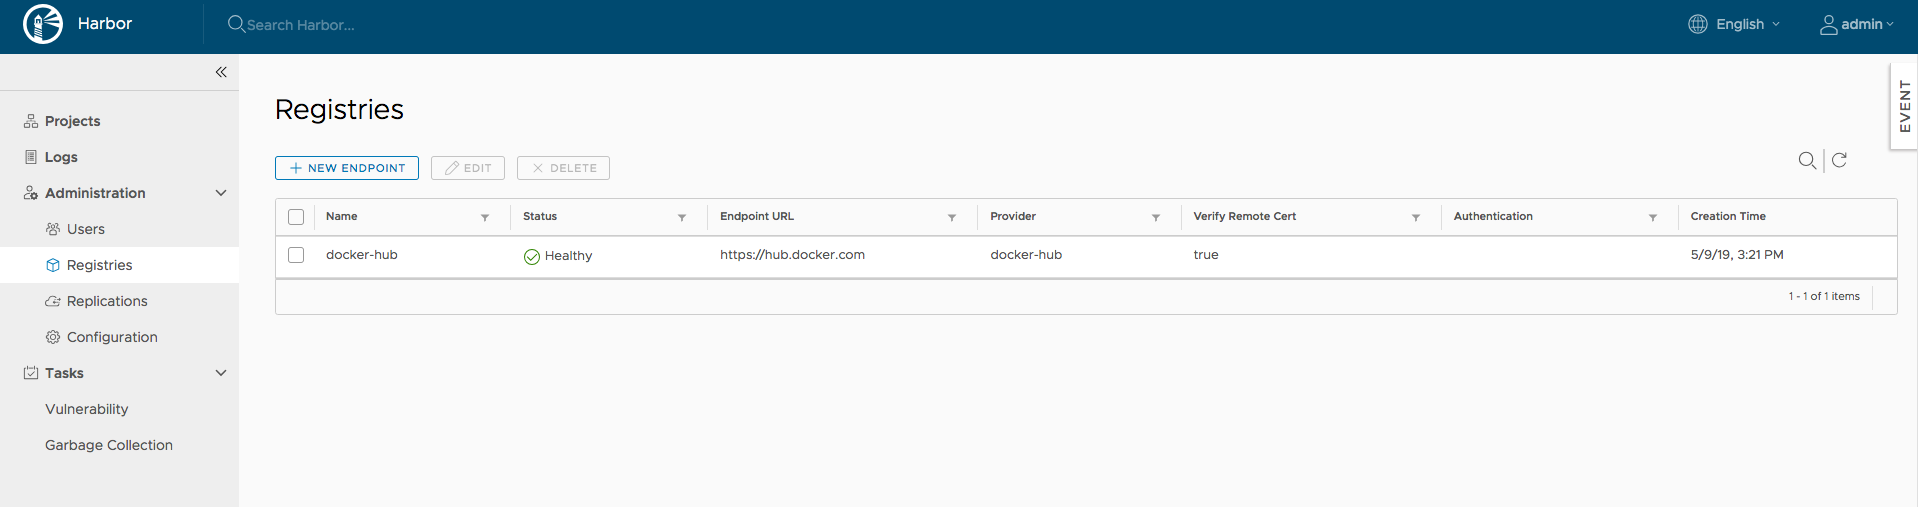 Harbor
Search Harbor...
English
admin
EVENT
Projects
Logs
Administration
Users
Registries
Replications
Configuration
Tasks
Vulnerability
Garbage Collection
Registries
NEW ENDPOINT EDIT DELETE
Name Status Endpoint URL Provider Verify Remote Cert Authentication Creation Time
docker-hub Healthy https://hub.docker.com docker-hub true 5/9/19, 3:21 PM
1 - 1 of 1 items